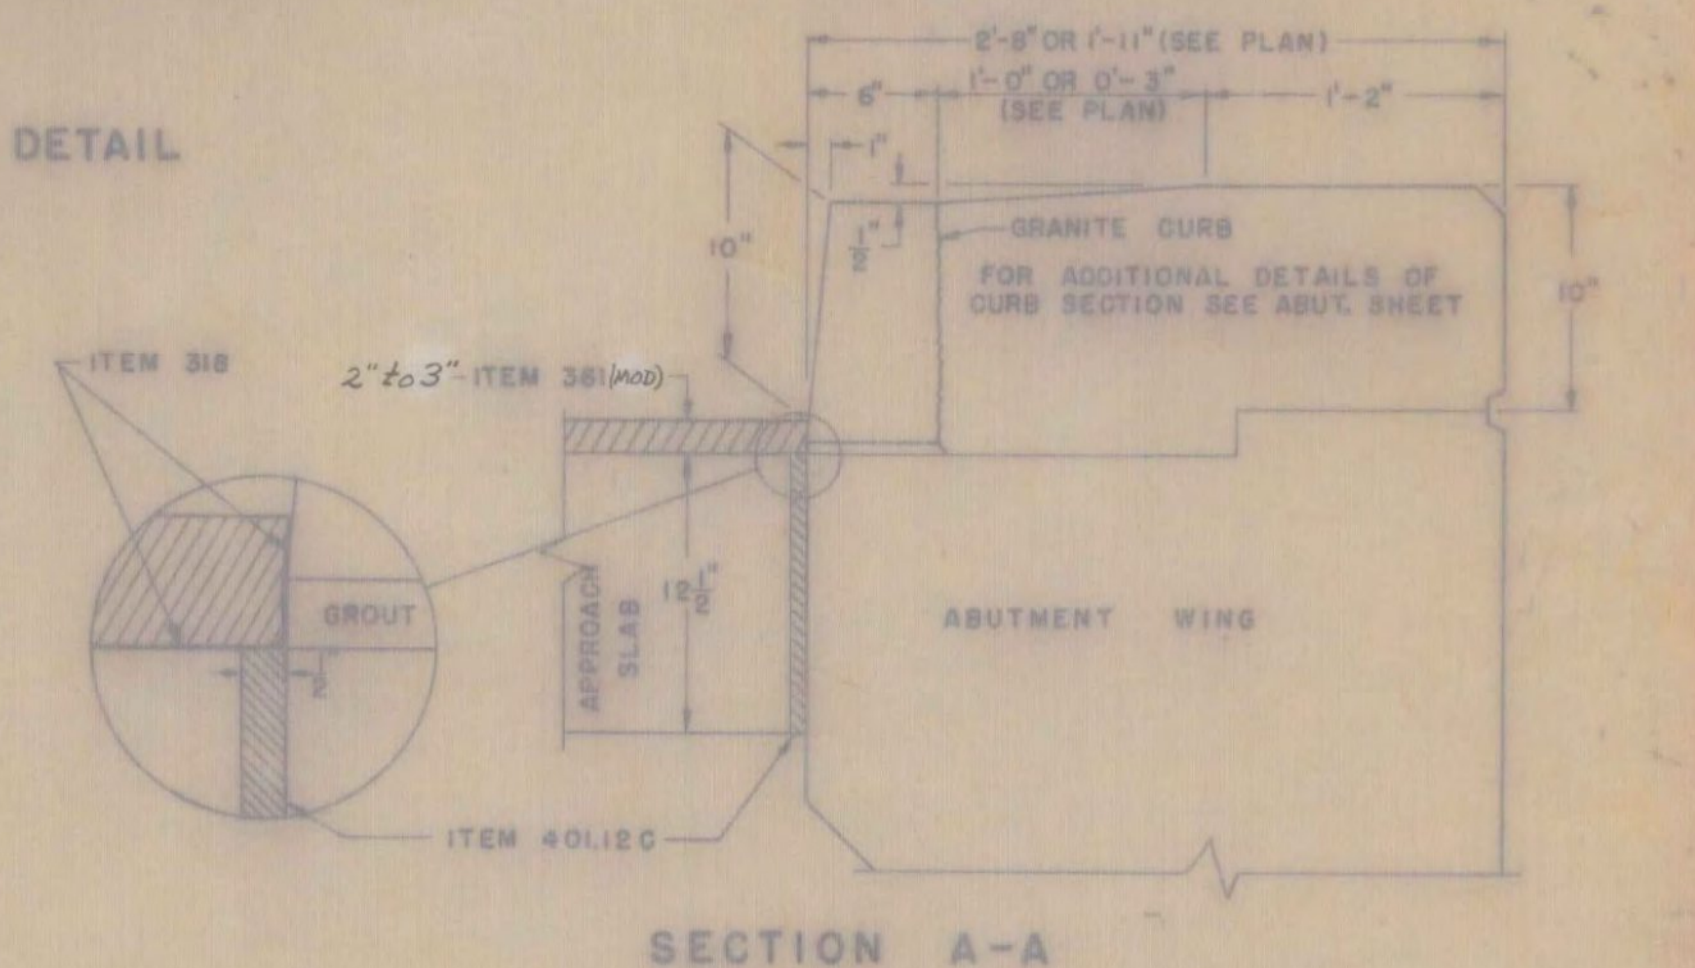 2'-8" OR 1'-11" (SEE PLAN)
6"
1'-0" OR 0'-3"
(SEE PLAN)
1'-2"
DETAIL
1"
10"
1/2"
GRANITE CURB
FOR ADDITIONAL DETAILS OF
CURB SECTION SEE ABUT. SHEET
10"
ITEM 318
2" to 3" - ITEM 361 (MOD)
APPROACH
SLAB
12 1/2"
GROUT
1/2"
ABUTMENT WING
ITEM 401.12C
SECTION A-A